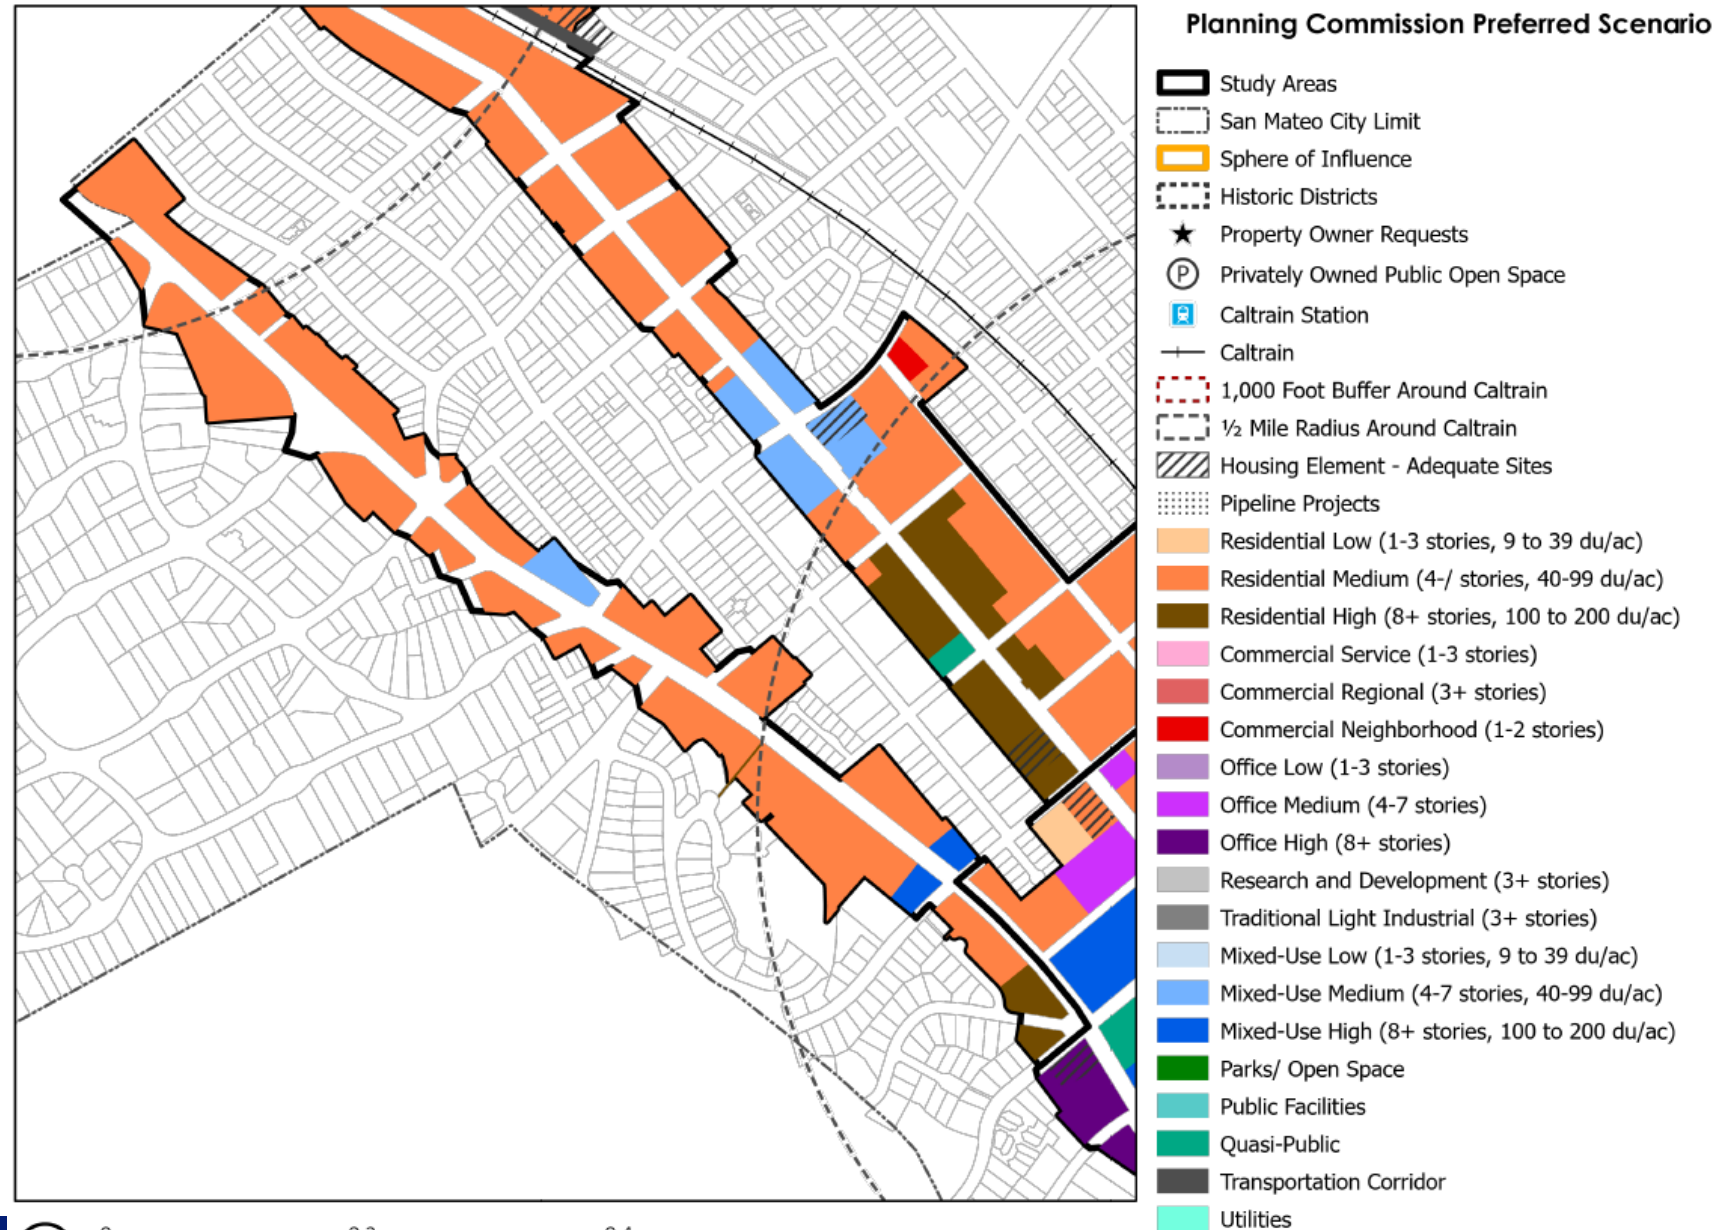 Planning Commission Preferred Scenario
Study Areas
San Mateo City Limit
Sphere of Influence
Historic Districts
Property Owner Requests
P
Privately Owned Public Open Space
Caltrain Station
Caltrain
1,000 Foot Buffer Around Caltrain
½ Mile Radius Around Caltrain
Housing Element - Adequate Sites
Pipeline Projects
Residential Low (1-3 stories, 9 to 39 du/ac)
Residential Medium (4-/ stories, 40-99 du/ac)
Residential High (8+ stories, 100 to 200 du/ac)
Commercial Service (1-3 stories)
Commercial Regional (3+ stories)
Commercial Neighborhood (1-2 stories)
Office Low (1-3 stories)
Office Medium (4-7 stories)
Office High (8+ stories)
Research and Development (3+ stories)
Traditional Light Industrial (3+ stories)
Mixed-Use Low (1-3 stories, 9 to 39 du/ac)
Mixed-Use Medium (4-7 stories, 40-99 du/ac)
Mixed-Use High (8+ stories, 100 to 200 du/ac)
Parks/ Open Space
Public Facilities
Quasi-Public
Transportation Corridor
Utilities